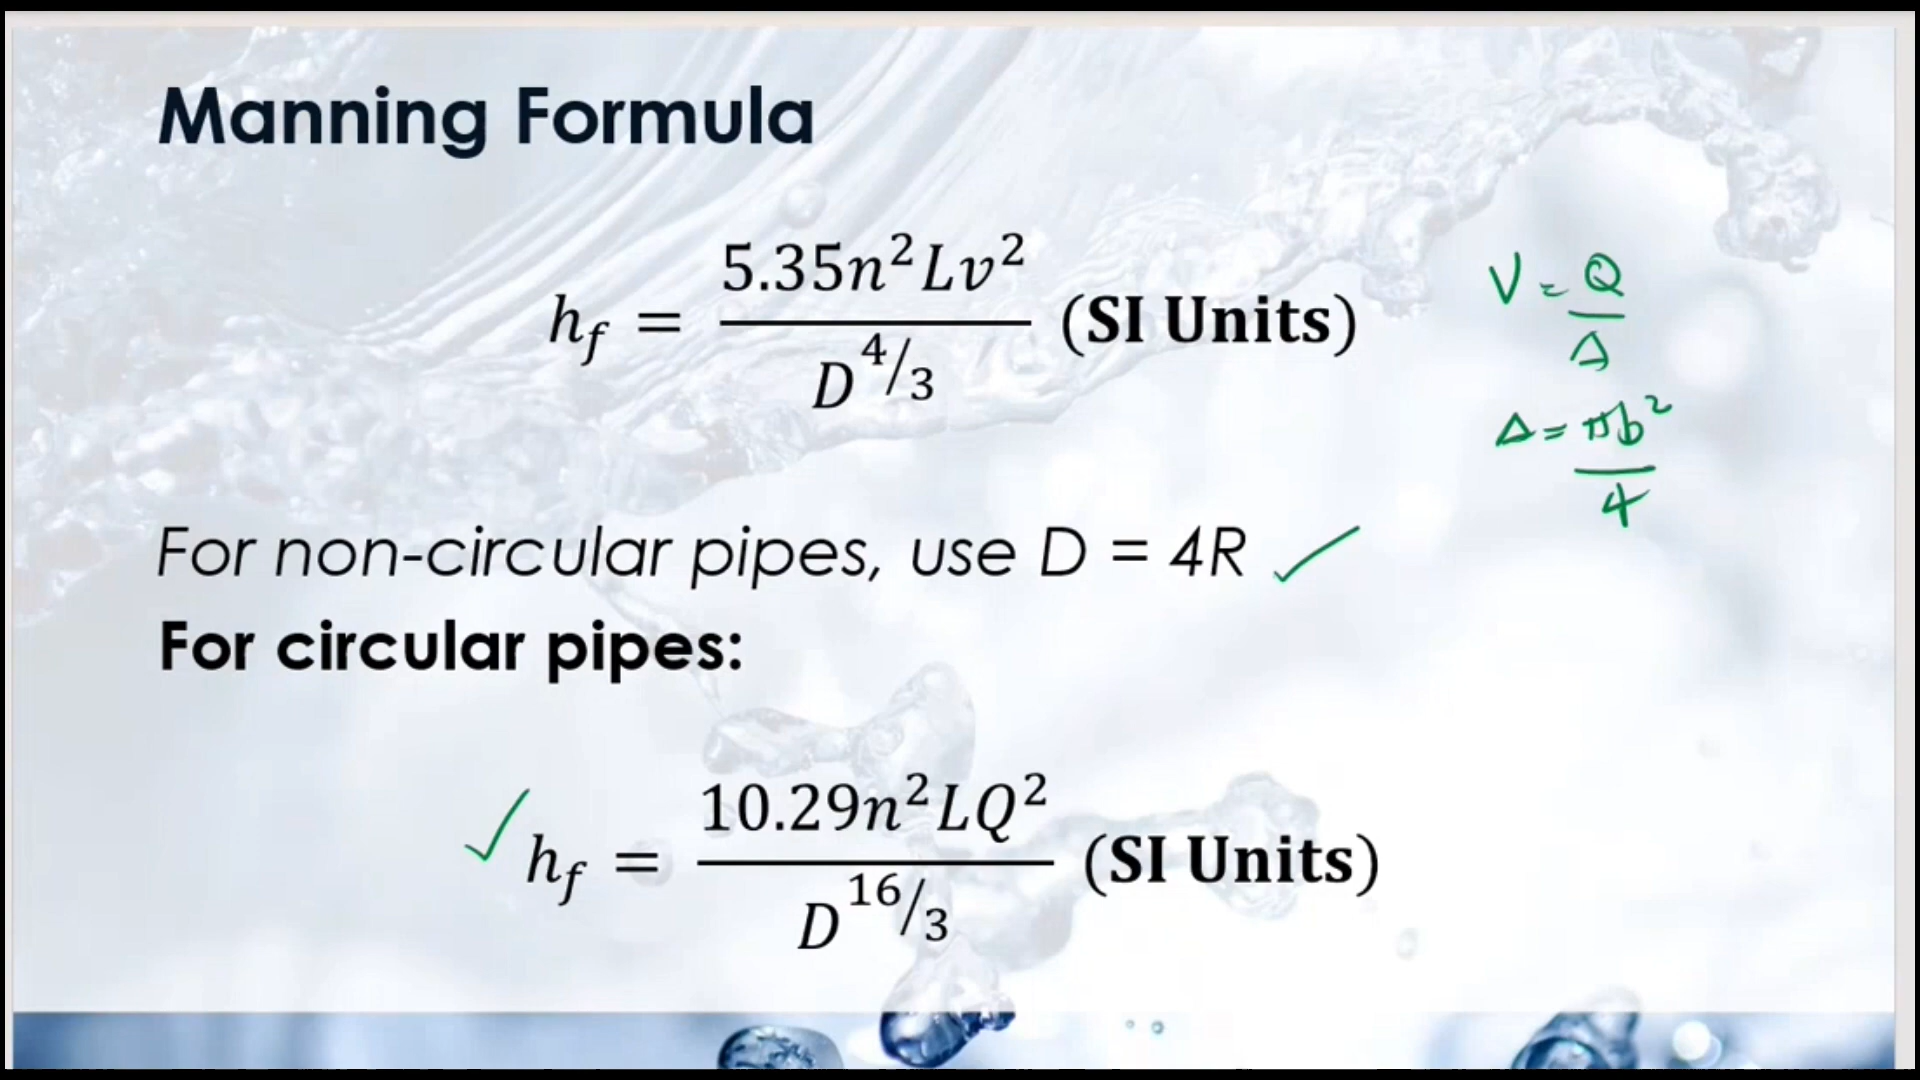 Manning Formula
h_f = 5.35n²Lv² / D^4/3 (SI Units)
V = Q / A
A = πD² / 4
For non-circular pipes, use D = 4R ✓
For circular pipes:
✓ h_f = 10.29n²LQ² / D^16/3 (SI Units)